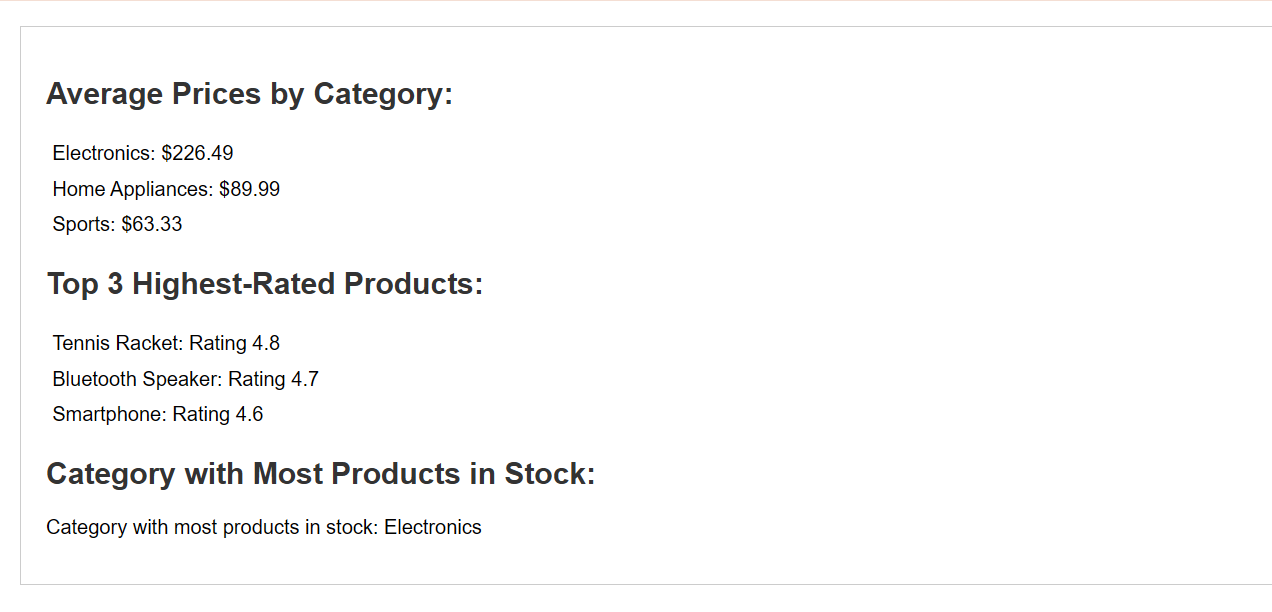 Average Prices by Category:
Electronics: $226.49
Home Appliances: $89.99
Sports: $63.33
Top 3 Highest-Rated Products:
Tennis Racket: Rating 4.8
Bluetooth Speaker: Rating 4.7
Smartphone: Rating 4.6
Category with Most Products in Stock:
Category with most products in stock: Electronics